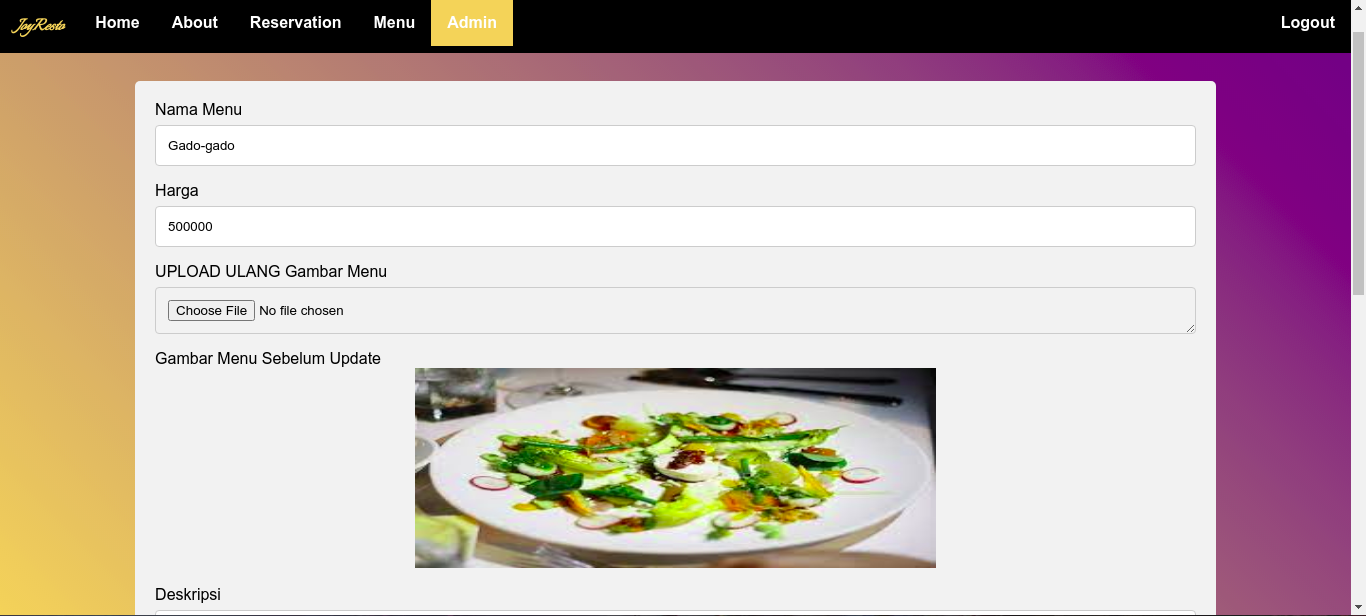 JoyResto Home About Reservation Menu Admin Logout
Nama Menu
Gado-gado
Harga
500000
UPLOAD ULANG Gambar Menu
Choose File No file chosen
Gambar Menu Sebelum Update
Deskripsi